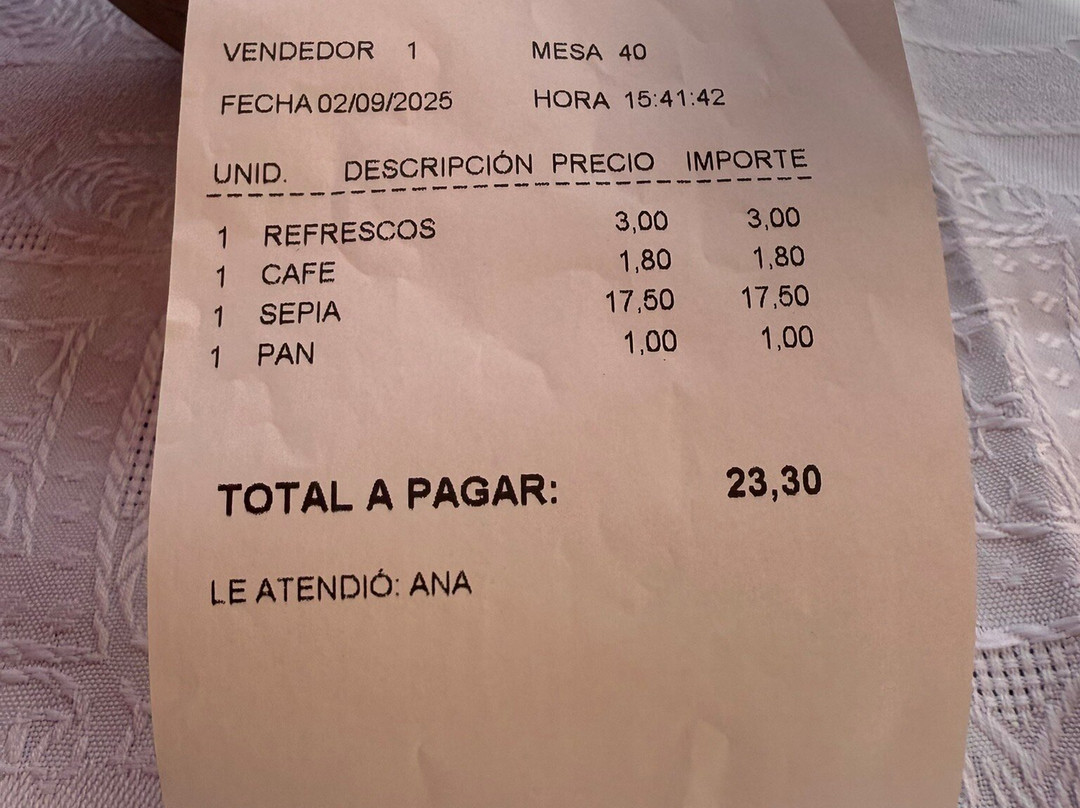 VENDEDOR 1 MESA 40
FECHA 02/09/2025 HORA 15:41:42
UNID. DESCRIPCIÓN PRECIO IMPORTE
1 REFRESCOS 3,00 3,00
1 CAFE 1,80 1,80
1 SEPIA 17,50 17,50
1 PAN 1,00 1,00
TOTAL A PAGAR: 23,30
LE ATENDIÓ: ANA